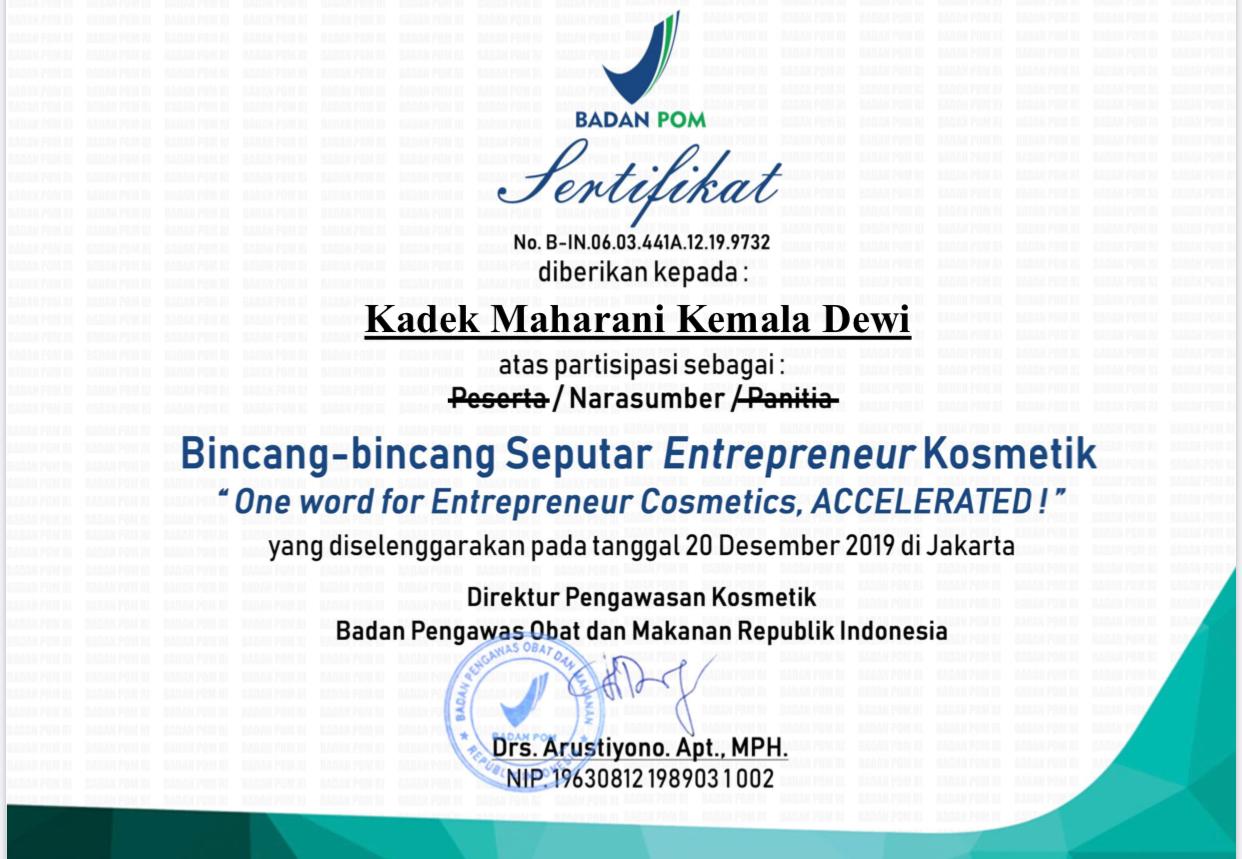 BADAN POM
Sertifikat
No. B-IN.06.03.441A.12.19.9732
diberikan kepada :
Kadek Maharani Kemala Dewi
atas partisipasi sebagai :
Peserta / Narasumber / Panitia
Bincang-bincang Seputar Entrepreneur Kosmetik
“ One word for Entrepreneur Cosmetics, ACCELERATED ! ”
yang diselenggarakan pada tanggal 20 Desember 2019 di Jakarta
Direktur Pengawasan Kosmetik
Badan Pengawas Obat dan Makanan Republik Indonesia
BADAN PENGAWAS OBAT DAN MAKANAN
BADAN POM
REPUBLIK INDONESIA
Drs. Arustiyono. Apt., MPH.
NIP. 19630812 198903 1 002